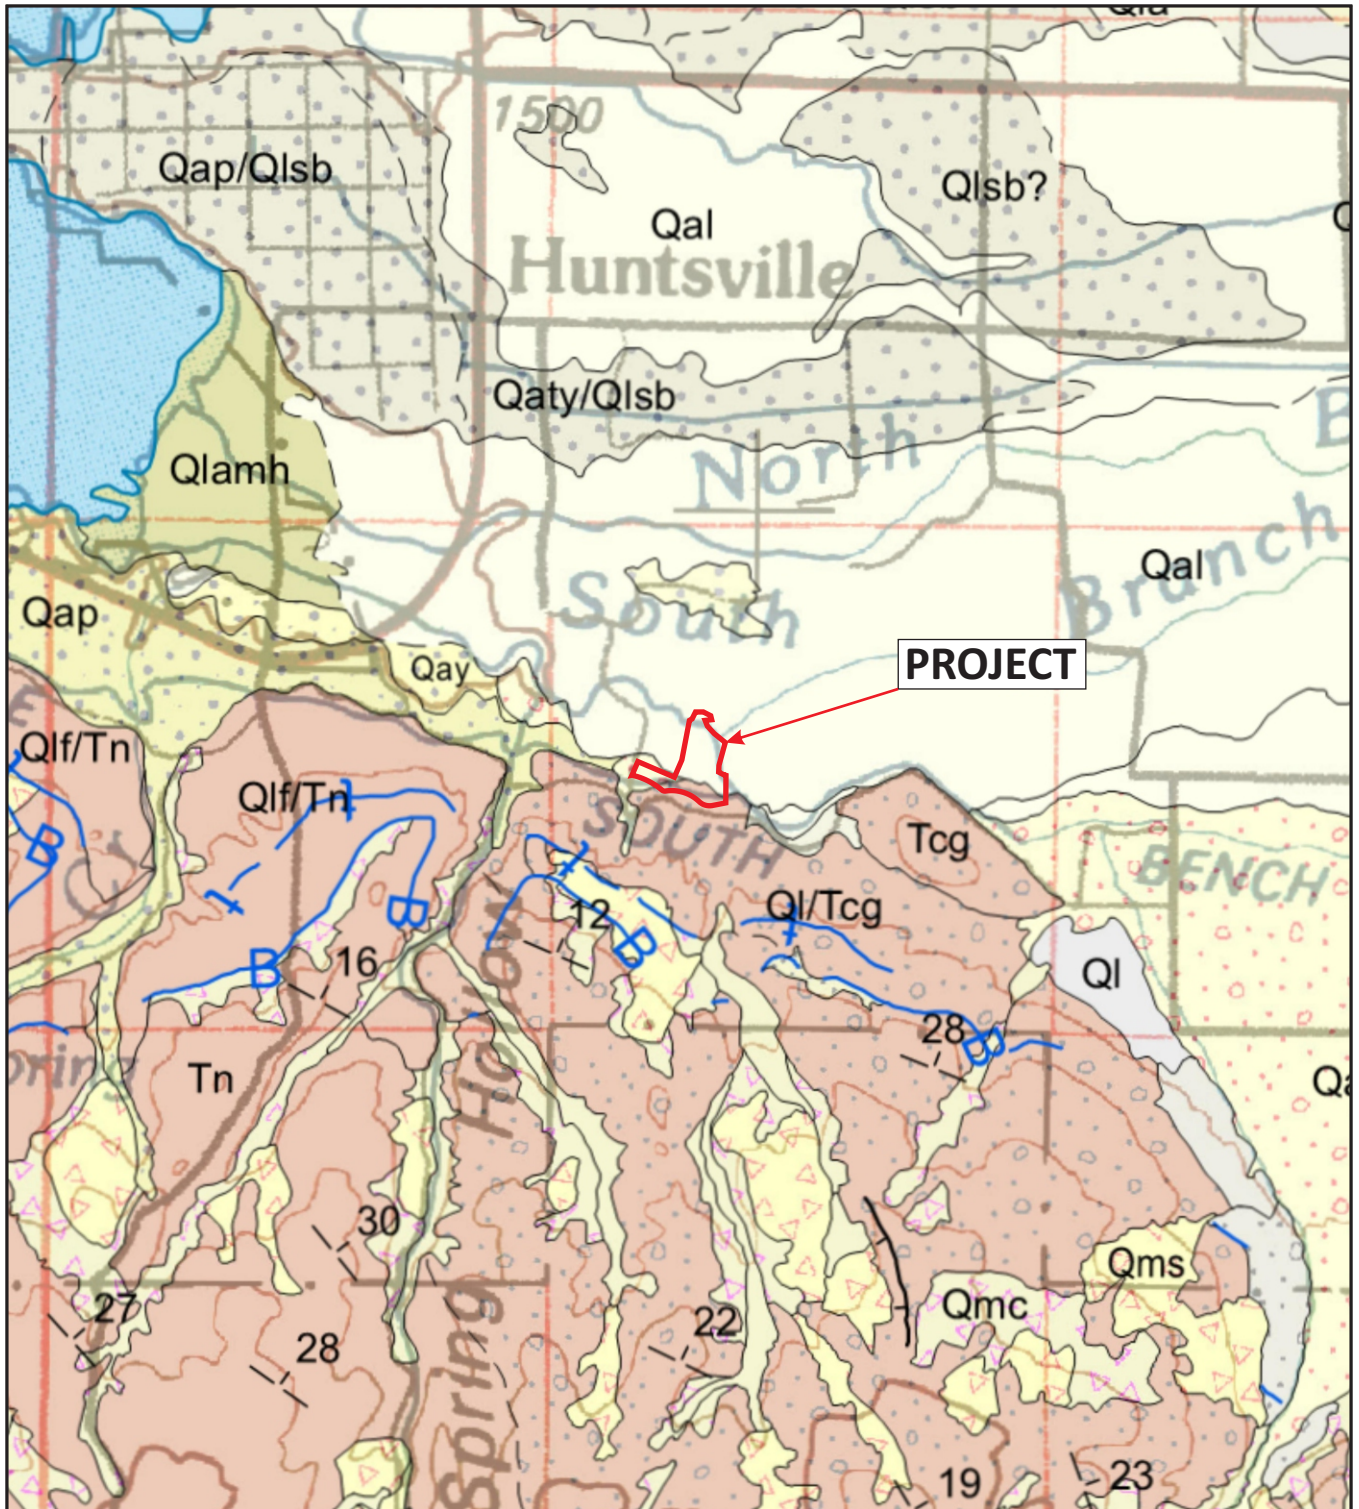 1500
Qap/Qlsb
Qlsb?
Qal
Huntsville
Qaty/Qlsb
North
Qlamh
Qal
Branch
South
Qap
PROJECT
Qay
Qlf/Tn
Qlf/Tn
SOUTH
Tcg
BENCH
B
B
12
Ql/Tcg
B
B
16
Ql
28
B
Tn
Hollow
30
Qms
27
Qmc
22
28
Spring
19
23